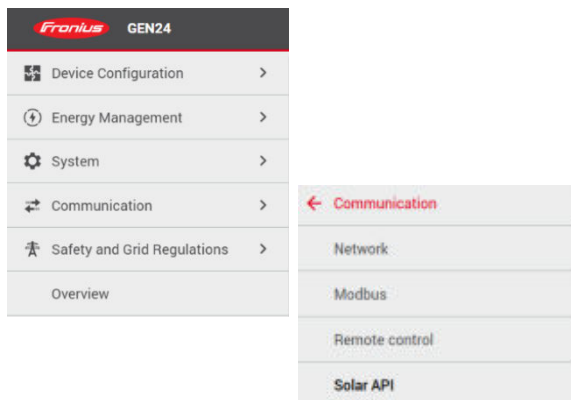 Fronius GEN24
Device Configuration
Energy Management
System
Communication
Safety and Grid Regulations
Overview
Communication
Network
Modbus
Remote control
Solar API